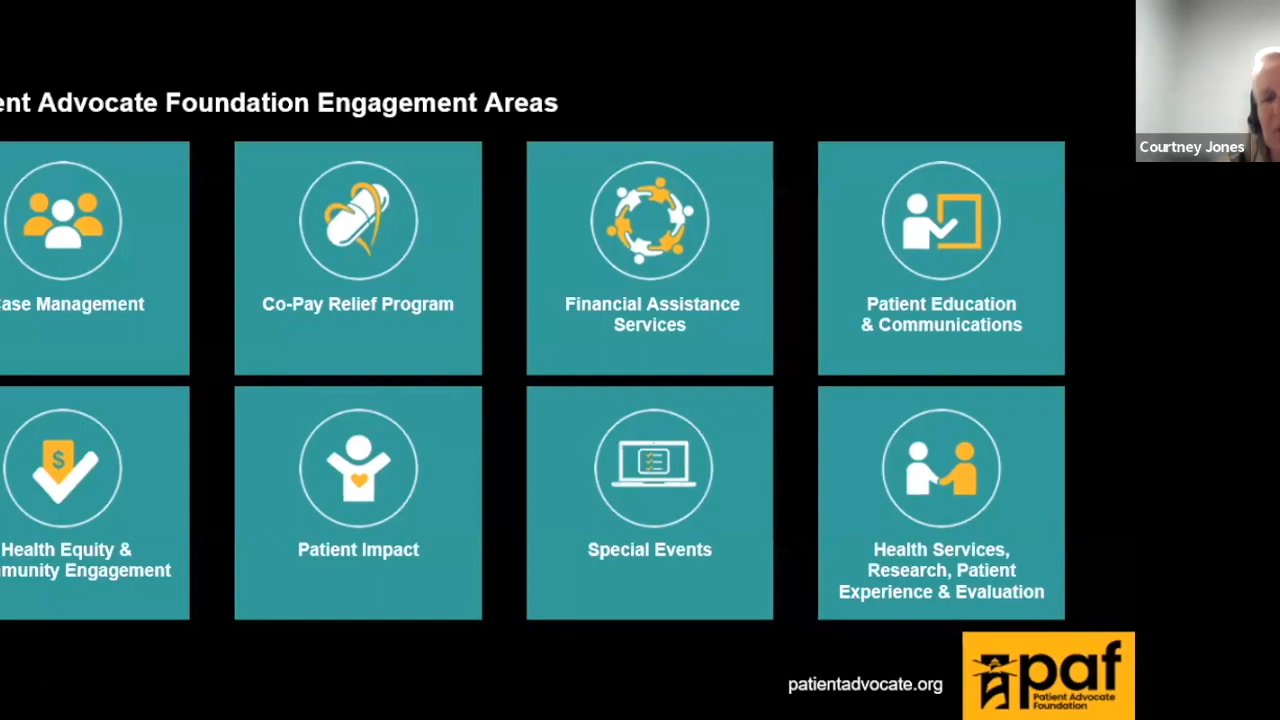 ent Advocate Foundation Engagement Areas
Courtney Jones
ase Management
Co-Pay Relief Program
Financial Assistance
Services
Patient Education
& Communications
$
Health Equity &
munity Engagement
Patient Impact
Special Events
Health Services,
Research, Patient
Experience & Evaluation
patientadvocate.org
paf
Patient Advocate
Foundation